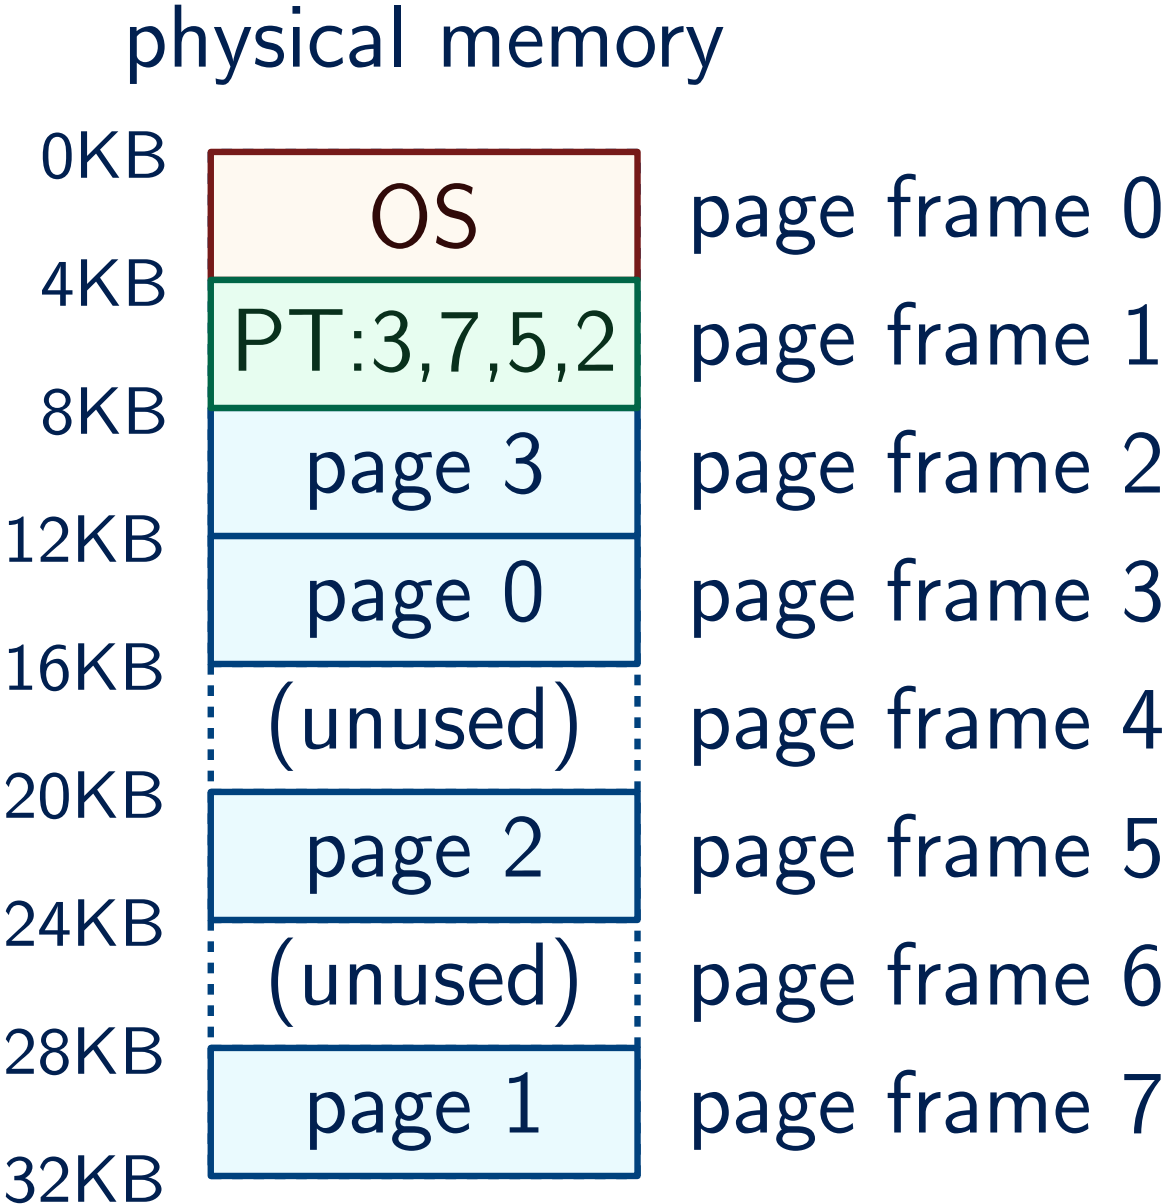 physical memory
0KB
OS page frame 0
4KB
PT:3,7,5,2 page frame 1
8KB
page 3 page frame 2
12KB
page 0 page frame 3
16KB
(unused) page frame 4
20KB
page 2 page frame 5
24KB
(unused) page frame 6
28KB
page 1 page frame 7
32KB